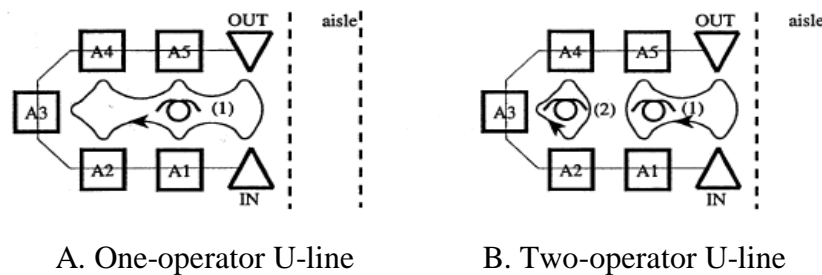 OUT
aisle
A4
A5
(1)
A3
A2
A1
IN
A. One-operator U-line
OUT
aisle
A4
A5
(2)
(1)
A3
A2
A1
IN
B. Two-operator U-line